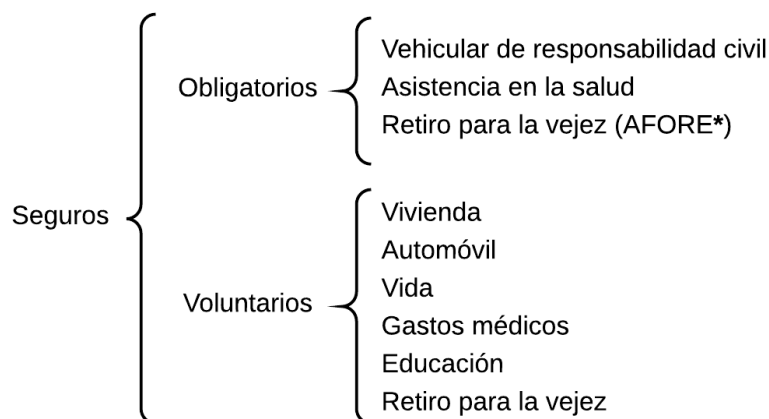 Seguros
Obligatorios
Vehicular de responsabilidad civil
Asistencia en la salud
Retiro para la vejez (AFORE*)
Voluntarios
Vivienda
Automóvil
Vida
Gastos médicos
Educación
Retiro para la vejez